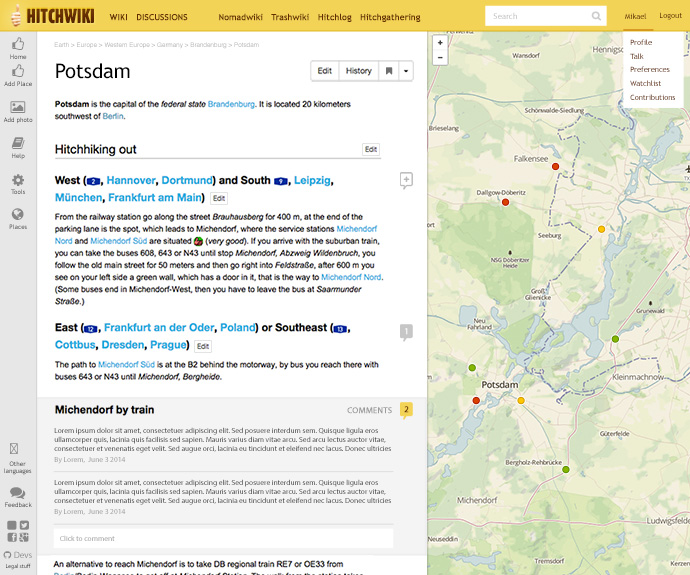 HITCHWIKI
WIKI DISCUSSIONS
Nomadwiki Trashwiki Hitchlog Hitchgathering
Search
Mikael Logout
Profile
Talk
Preferences
Watchlist
Contributions
Home
Add Place
Add photo
Help
Tools
Places
Other
languages
Feedback
Devs
Legal stuff
Earth > Europe > Western Europe > Germany > Brandenburg > Potsdam
Potsdam
Edit History
Potsdam is the capital of the federal state Brandenburg. It is located 20 kilometers
southwest of Berlin.
Hitchhiking out Edit
West (2, Hannover, Dortmund) and South 9, Leipzig,
München, Frankfurt am Main) Edit
From the railway station go along the street Brauhausberg for 400 m, at the end of the
parking lane is the spot, which leads to Michendorf, where the service stations Michendorf
Nord and Michendorf Süd are situated (very good). If you arrive with the suburban train,
you can take the buses 608, 643 or N43 until stop Michendorf, Abzweig Wildenbruch, you
follow the old main street for 50 meters and then go right into Feldstraße, after 600 m you
see on your left side a green wall, which has a door in it, that is the way to Michendorf Nord.
(Some buses end in Michendorf-West, then you have to leave the bus at Saarmunder
Straße.)
East (12, Frankfurt an der Oder, Poland) or Southeast (13,
Cottbus, Dresden, Prague) Edit
1
The path to Michendorf Süd is at the B2 behind the motorway, by bus you reach there with
buses 643 or N43 until Michendorf, Bergheide.
Michendorf by train COMMENTS 2
Lorem ipsum dolor sit amet, consectetuer adipiscing elit. Sed posuere interdum sem. Quisque ligula eros
ullamcorper quis, lacinia quis facilisis sed sapien. Mauris varius diam vitae arcu. Sed arcu lectus auctor vitae,
consectetuer et venenatis eget velit. Sed augue orci, lacinia eu tincidunt et eleifend nec lacus. Donec ultricies
By Lorem, June 3 2014
Lorem ipsum dolor sit amet, consectetuer adipiscing elit. Sed posuere interdum sem. Quisque ligula eros
ullamcorper quis, lacinia quis facilisis sed sapien. Mauris varius diam vitae arcu. Sed arcu lectus auctor vitae,
consectetuer et venenatis eget velit. Sed augue orci, lacinia eu tincidunt et eleifend nec lacus. Donec ultricies
By Lorem, June 3 2014
Click to comment
An alternative to reach Michendorf is to take DB regional train RE7 or OE33 from
+
−
Wansdorf
Schönwalde-Siedlung
Brieselang
Falkensee
Dallgow-Döberitz
Seeburg
NSG Döberitzer
Heide
Groß
Glienicke
Grunewald
Neu
Fahrland
Kleinmachnow
Potsdam
Güterfelde
Bergholz-Rehbrücke
Michendorf
Ludwigsfelde
Neuseddin
Tremsdorf